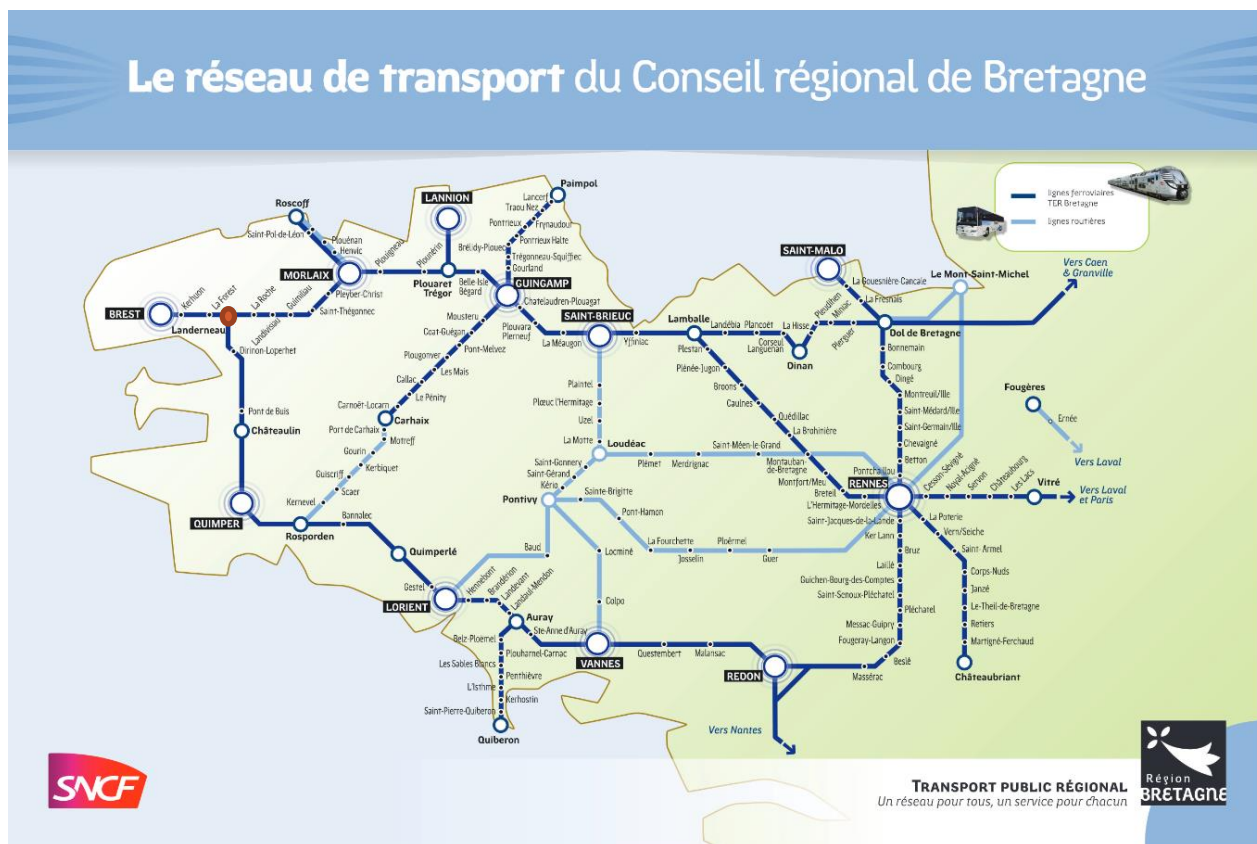 Le réseau de transport du Conseil régional de Bretagne
lignes ferroviaires
TER Bretagne
lignes routières
Paimpol
Lancerf
Traou Nez
Frynaudour
Pontrieux
Pontrieux Halte
Brélidy-Plouec
Trégonneau-Squiffiec
Gourland
LANNION
Roscoff
Saint-Pol-de-Léon
Plouénan
Henvic
MORLAIX
Plouigneau
Plounérin
Plouaret
Trégor
Belle-Isle
Bégard
GUINGAMP
Pleyber-Christ
Saint-Thégonnec
Guimiliau
Landivisiau
La Roche
La Forest
Kerhuon
BREST
Landerneau
Dirinon-Loperhet
Pont de Buis
Châteaulin
QUIMPER
Chatelaudren-Plouagat
Plouvara
Plerneuf
La Méaugon
SAINT-BRIEUC
Yffiniac
Lamballe
Landébia
Plancoët
Corseul
Languenan
La Hisse
Dinan
Pleudihen
Miniac
Plerguer
SAINT-MALO
La Gouesnière-Cancale
La Fresnais
Le Mont-Saint-Michel
Vers Caen
& Granville
Dol de Bretagne
Bonnemain
Combourg
Dingé
Montreuil/Ille
Saint-Médard/Ille
Saint-Germain/Ille
Chevaigné
Betton
Pontchaillou
RENNES
Fougères
Ernée
Vers Laval
Cesson-Sévigné
Noyal-Acigné
Servon
Châteaubourg
Les Lacs
Vitré
Vers Laval
et Paris
Plestan
Plénée-Jugon
Broons
Caulnes
Quédillac
La Brohinière
Montauban-
de-Bretagne
Montfort/Meu
Breteil
L'Hermitage-Mordelles
Mousteru
Coat-Guégan
Pont-Melvez
Plougonver
Les Mais
Callac
Le Pénity
Carnoët-Locarn
Carhaix
Port de Carhaix
Motreff
Gourin
Kerbiquet
Guiscriff
Scaer
Kernevel
Rosporden
Bannalec
Quimperlé
Gestel
LORIENT
Plaintel
Plœuc l'Hermitage
Uzel
La Motte
Loudéac
Saint-Gonnery
Saint-Gérand
Kério
Pontivy
Plémet
Merdrignac
Saint-Méen-le-Grand
Sainte-Brigitte
Pont-Hamon
La Fourchette
Josselin
Ploërmel
Guer
Baud
Locminé
Colpo
Hennebont
Brandérion
Landevant
Landaul-Mendon
Auray
Ste-Anne d'Auray
VANNES
Belz-Ploemel
Plouharnel-Carnac
Les Sables Blancs
Penthièvre
L'Isthme
Kerhostin
Saint-Pierre-Quiberon
Quiberon
Questembert
Malansac
REDON
Vers Nantes
Massérac
Beslé
Fougeray-Langon
Messac-Guipry
Pléchatel
Saint-Senoux-Pléchatel
Guichen-Bourg-des-Comptes
Laillé
Bruz
Ker Lann
Saint-Jacques-de-la-Lande
La Poterie
Vern/Seiche
Saint-Armel
Corps-Nuds
Janzé
Le-Theil-de-Bretagne
Retiers
Martigné-Ferchaud
Châteaubriant
SNCF
TRANSPORT PUBLIC RÉGIONAL
Un réseau pour tous, un service pour chacun
Région
BRETAGNE